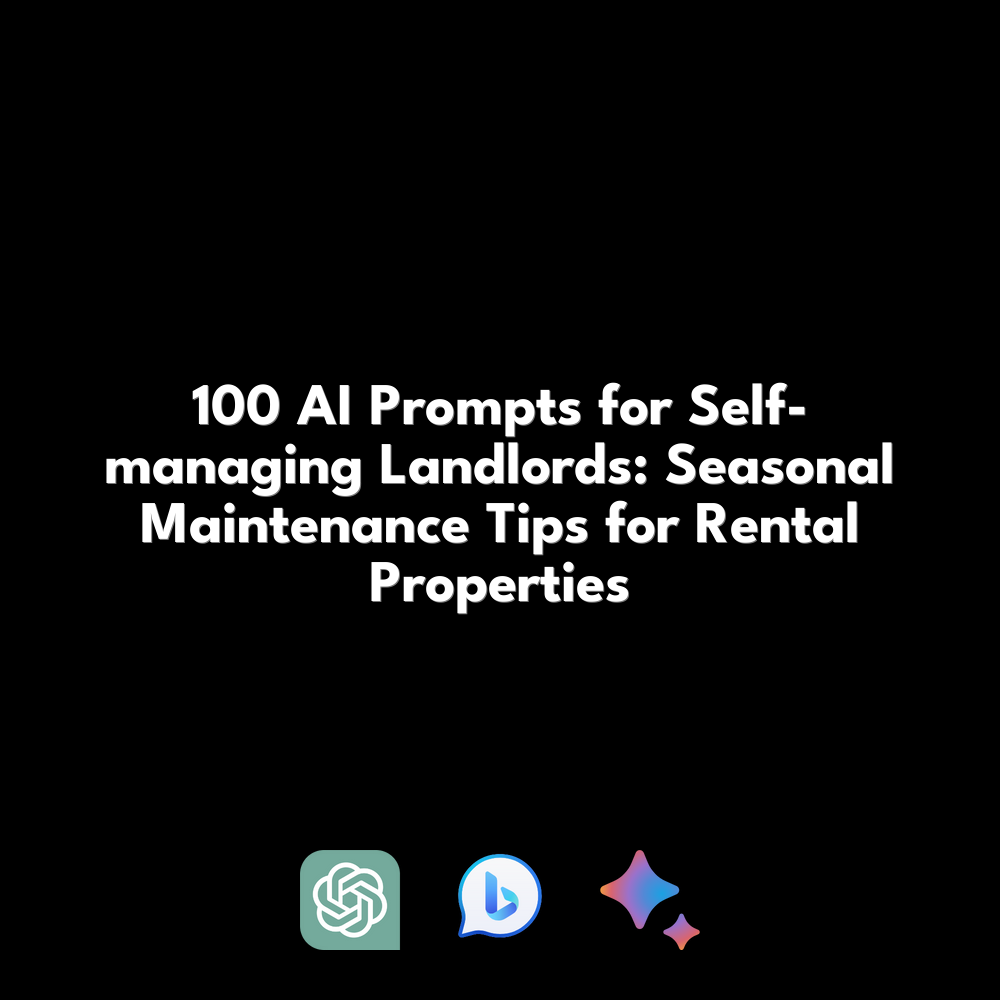 100 AI Prompts for Self-
managing Landlords: Seasonal
Maintenance Tips for Rental
Properties